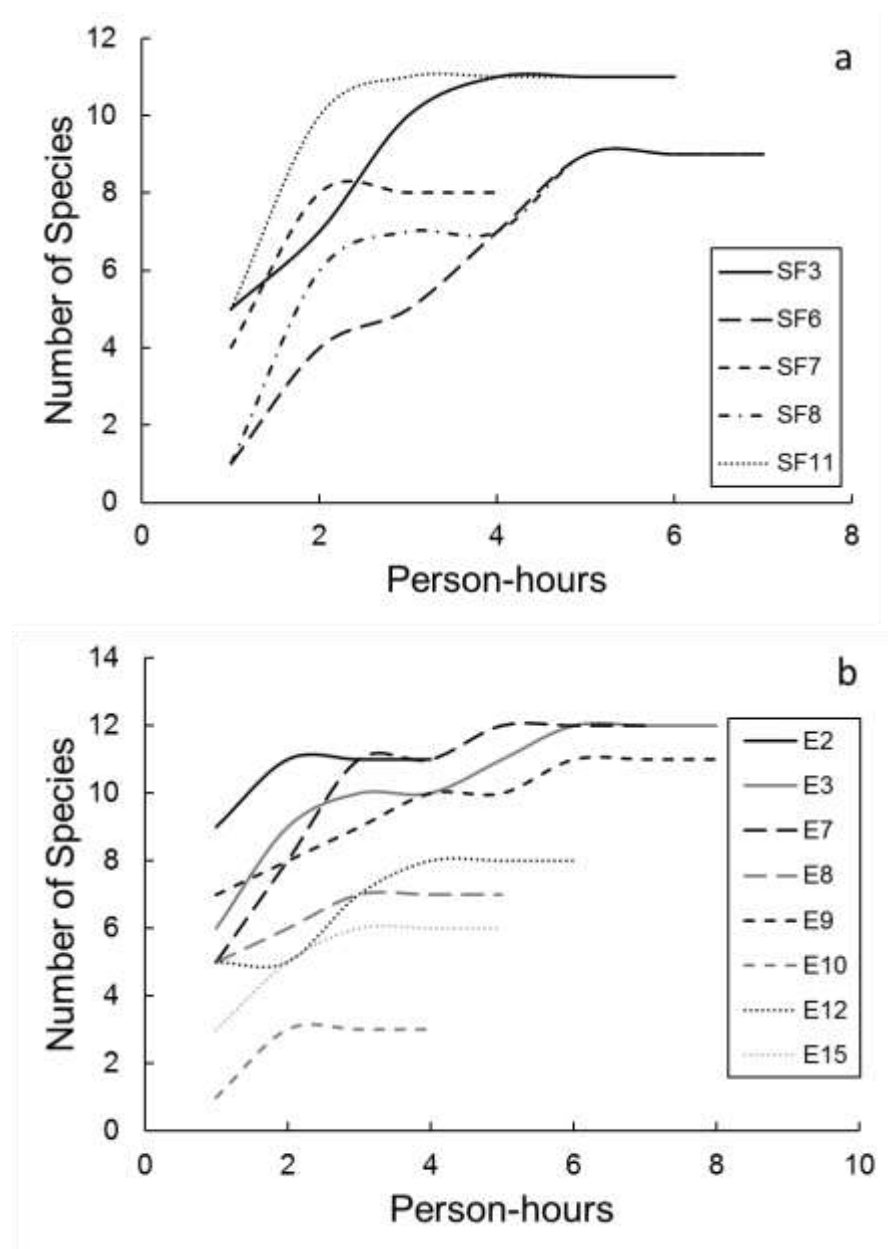 a
12
10
8
6
4
2
0
Number of Species
SF3
SF6
SF7
SF8
SF11
0 2 4 6 8
Person-hours
b
14
12
10
8
6
4
2
0
Number of Species
E2
E3
E7
E8
E9
E10
E12
E15
0 2 4 6 8 10
Person-hours